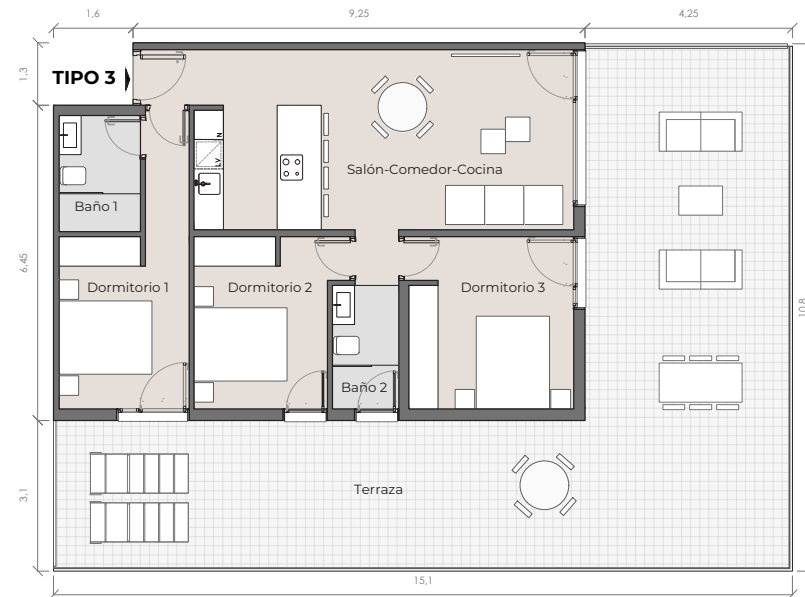 1,6
9,25
4,25
1,3
TIPO 3
N
LV
Salón-Comedor-Cocina
Baño 1
6,45
Dormitorio 1
Dormitorio 2
Dormitorio 3
10,8
Baño 2
3,1
Terraza
15,1